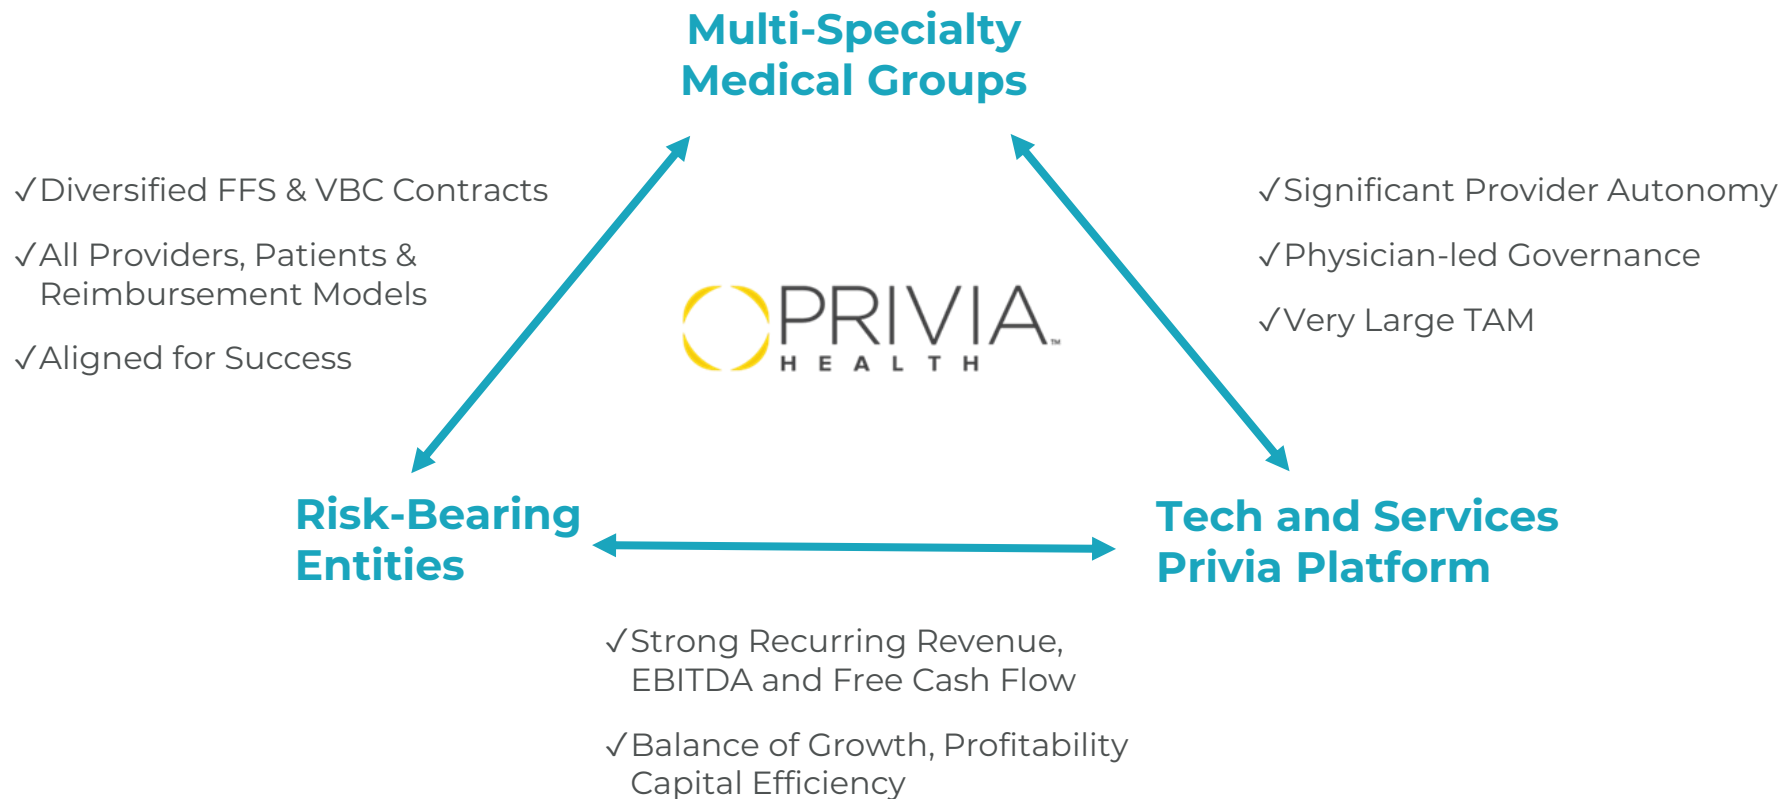 Multi-Specialty
Medical Groups
✓Diversified FFS & VBC Contracts
✓All Providers, Patients &
Reimbursement Models
✓Aligned for Success
✓Significant Provider Autonomy
✓Physician-led Governance
✓Very Large TAM
PRIVIA™
HEALTH
Risk-Bearing
Entities
Tech and Services
Privia Platform
✓Strong Recurring Revenue,
EBITDA and Free Cash Flow
✓Balance of Growth, Profitability
Capital Efficiency